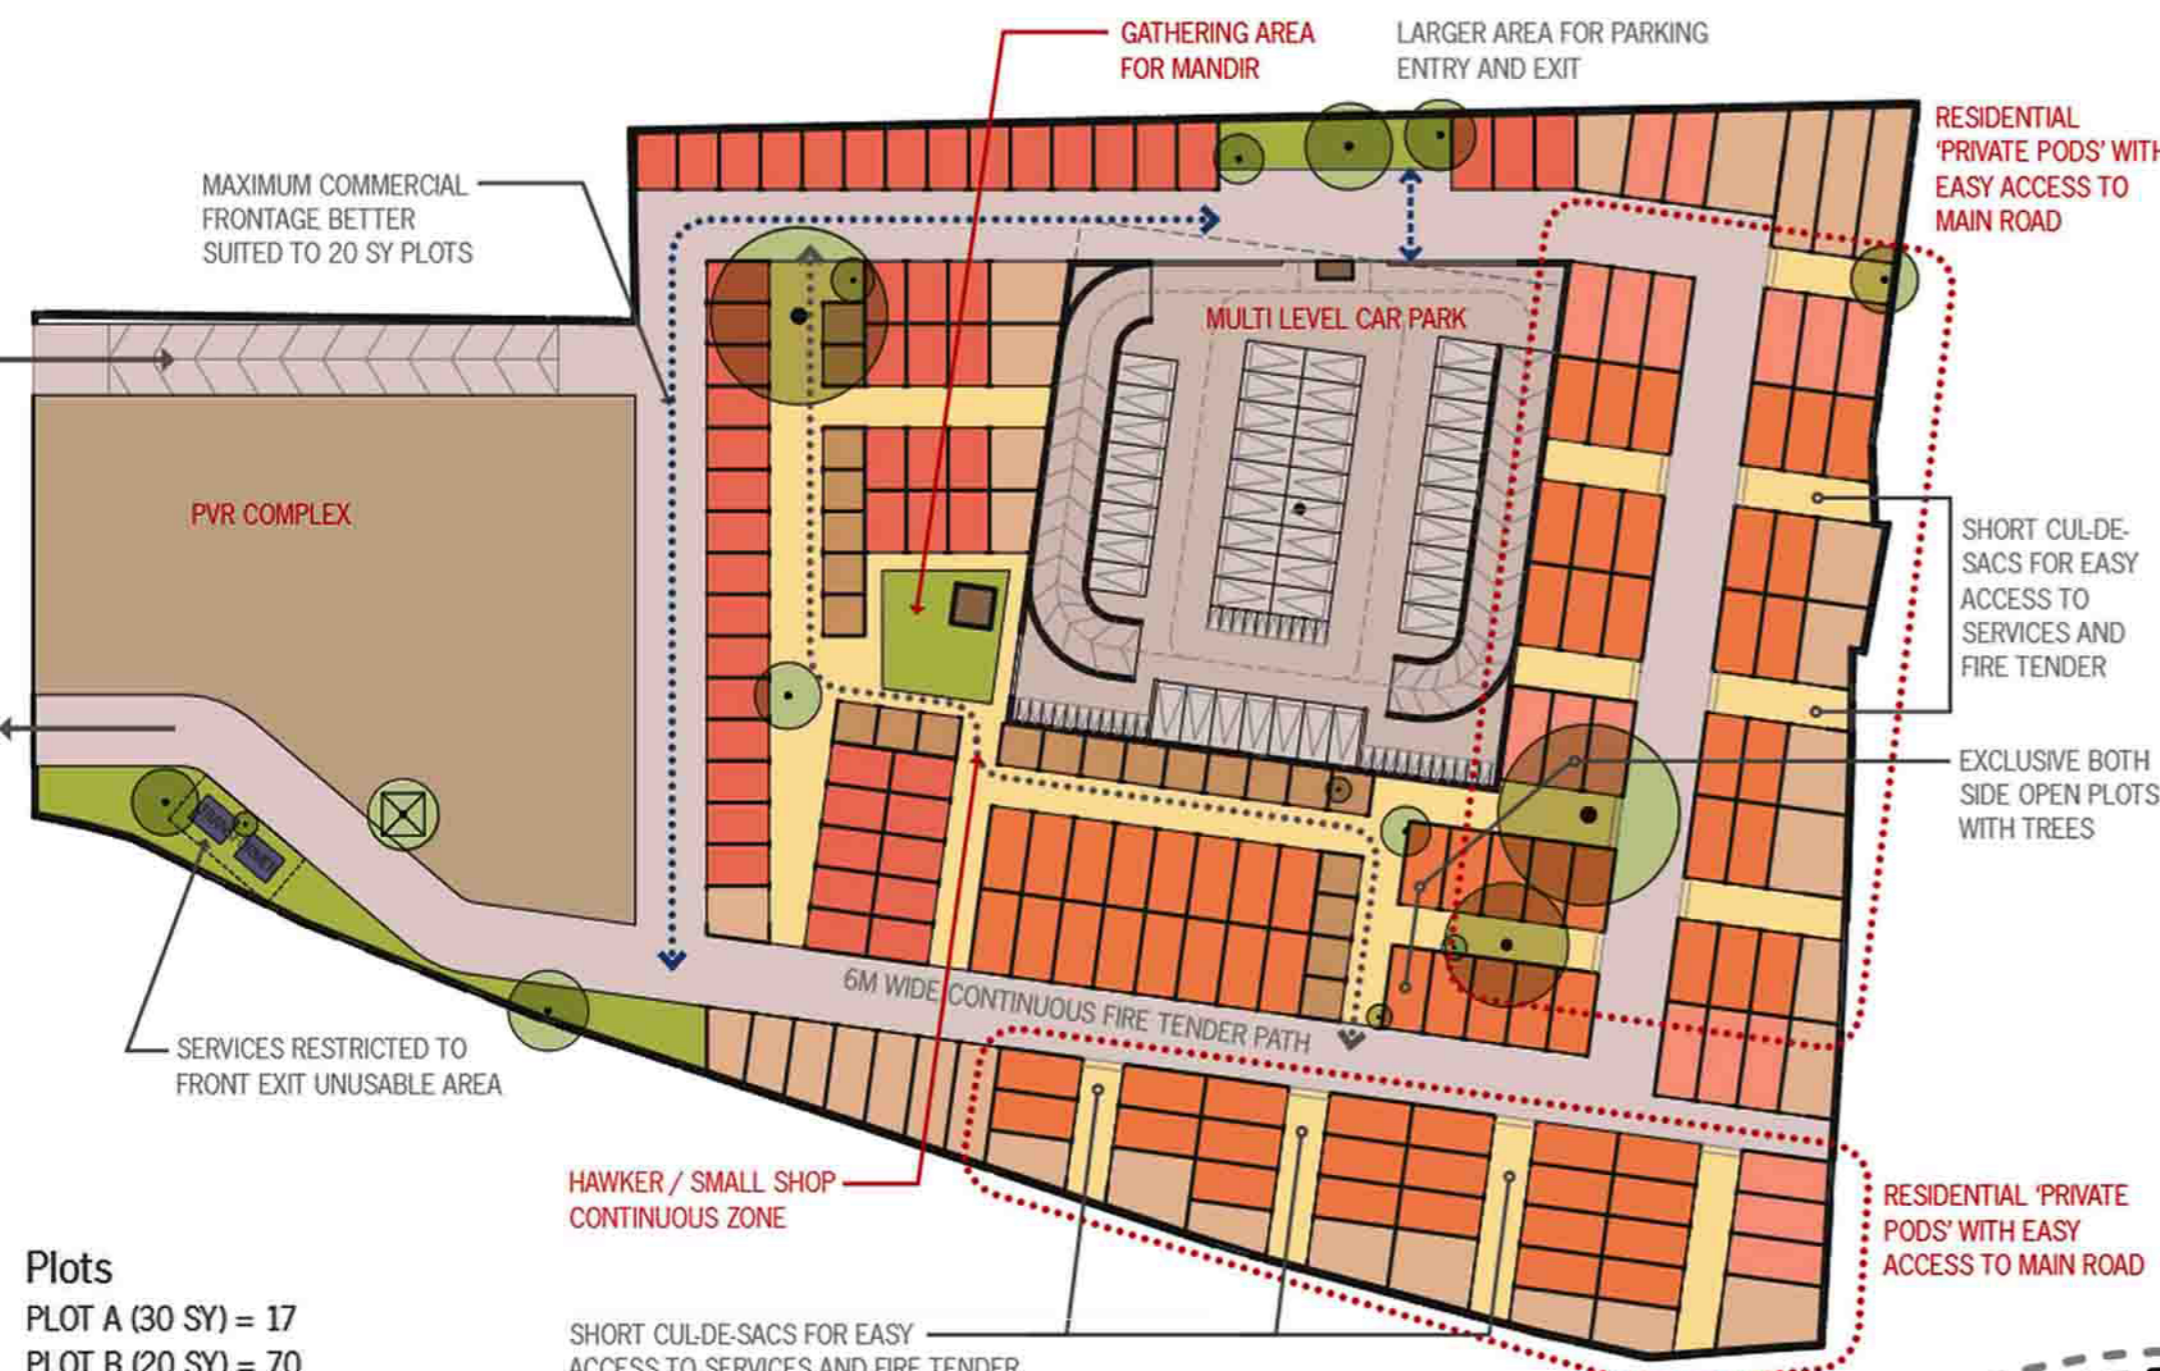 GATHERING AREA
FOR MANDIR
LARGER AREA FOR PARKING
ENTRY AND EXIT
RESIDENTIAL
‘PRIVATE PODS’ WITH
EASY ACCESS TO
MAIN ROAD
MAXIMUM COMMERCIAL
FRONTAGE BETTER
SUITED TO 20 SY PLOTS
MULTI LEVEL CAR PARK
PVR COMPLEX
SHORT CUL-DE-
SACS FOR EASY
ACCESS TO
SERVICES AND
FIRE TENDER
EXCLUSIVE BOTH
SIDE OPEN PLOTS
WITH TREES
6M WIDE CONTINUOUS FIRE TENDER PATH
SERVICES RESTRICTED TO
FRONT EXIT UNUSABLE AREA
HAWKER / SMALL SHOP
CONTINUOUS ZONE
RESIDENTIAL ‘PRIVATE
PODS’ WITH EASY
ACCESS TO MAIN ROAD
Plots
PLOT A (30 SY) = 17
PLOT B (20 SY) = 70
SHORT CUL-DE-SACS FOR EASY
ACCESS TO SERVICES AND FIRE TENDER